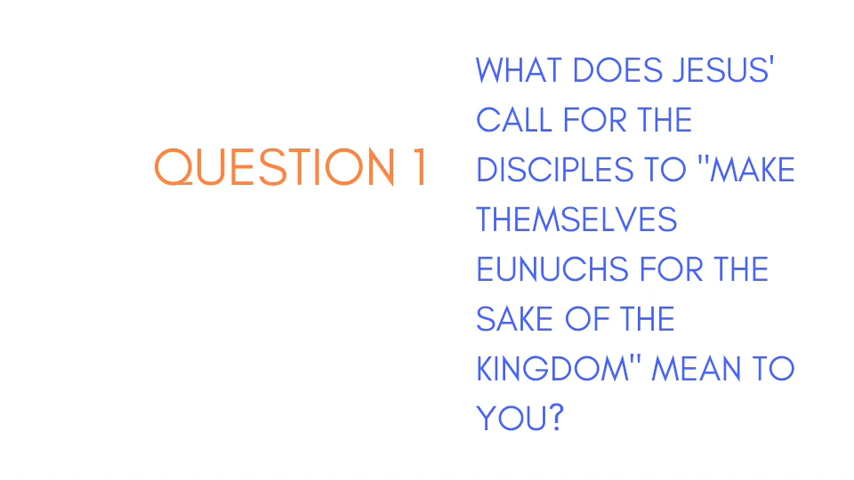 QUESTION 1
WHAT DOES JESUS'
CALL FOR THE
DISCIPLES TO "MAKE
THEMSELVES
EUNUCHS FOR THE
SAKE OF THE
KINGDOM" MEAN TO
YOU?